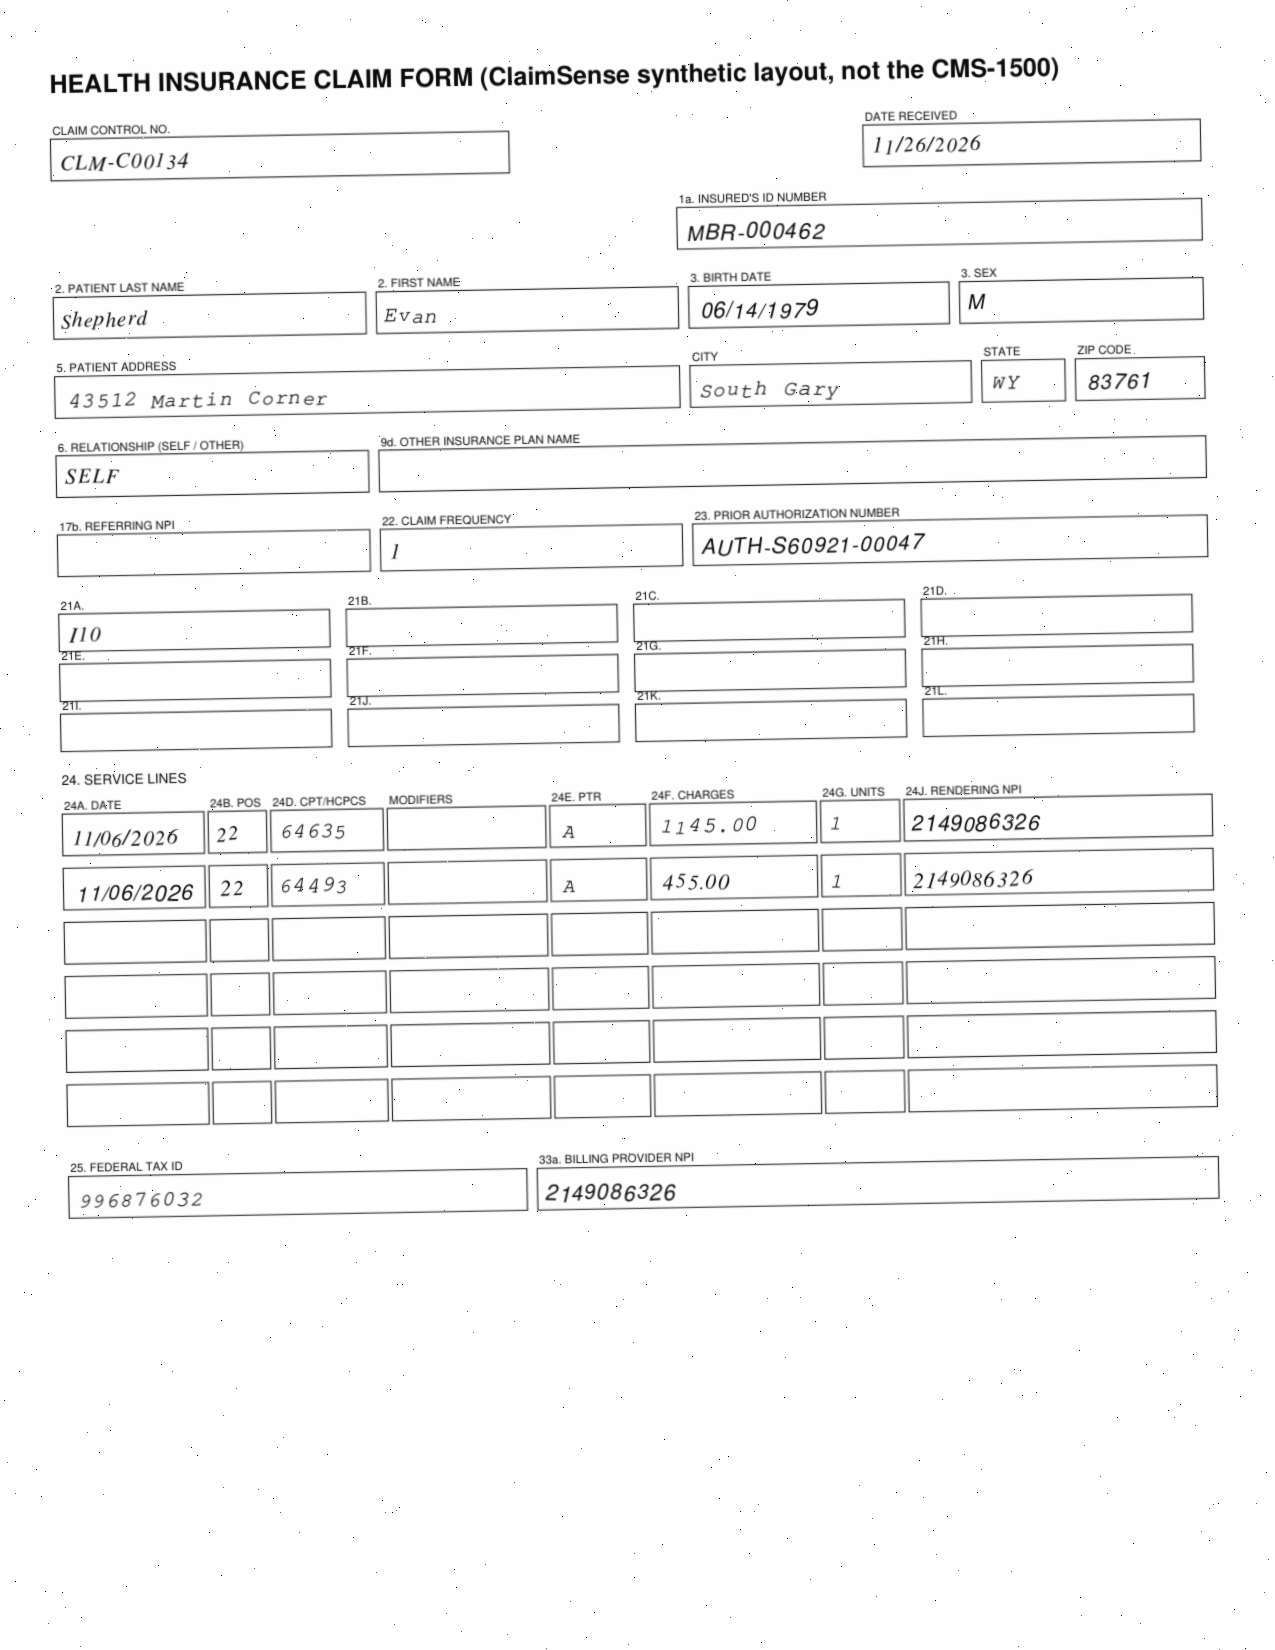 HEALTH INSURANCE CLAIM FORM (ClaimSense synthetic layout, not the CMS-1500)
CLAIM CONTROL NO. DATE RECEIVED
CLM-C00134 11/26/2026
1a. INSURED'S ID NUMBER
MBR-000462
2. PATIENT LAST NAME 2. FIRST NAME 3. BIRTH DATE 3. SEX
Shepherd Evan 06/14/1979 M
5. PATIENT ADDRESS CITY STATE ZIP CODE
43512 Martin Corner South Gary WY 83761
6. RELATIONSHIP (SELF / OTHER) 9d. OTHER INSURANCE PLAN NAME
SELF
17b. REFERRING NPI 22. CLAIM FREQUENCY 23. PRIOR AUTHORIZATION NUMBER
1 AUTH-S60921-00047
21A. 21B. 21C. 21D.
I10
21E. 21F. 21G. 21H.
21I. 21J. 21K. 21L.
24. SERVICE LINES
24A. DATE 24B. POS 24D. CPT/HCPCS MODIFIERS 24E. PTR 24F. CHARGES 24G. UNITS 24J. RENDERING NPI
11/06/2026 22 64635 A 1145.00 1 2149086326
11/06/2026 22 64493 A 455.00 1 2149086326
25. FEDERAL TAX ID 33a. BILLING PROVIDER NPI
996876032 2149086326